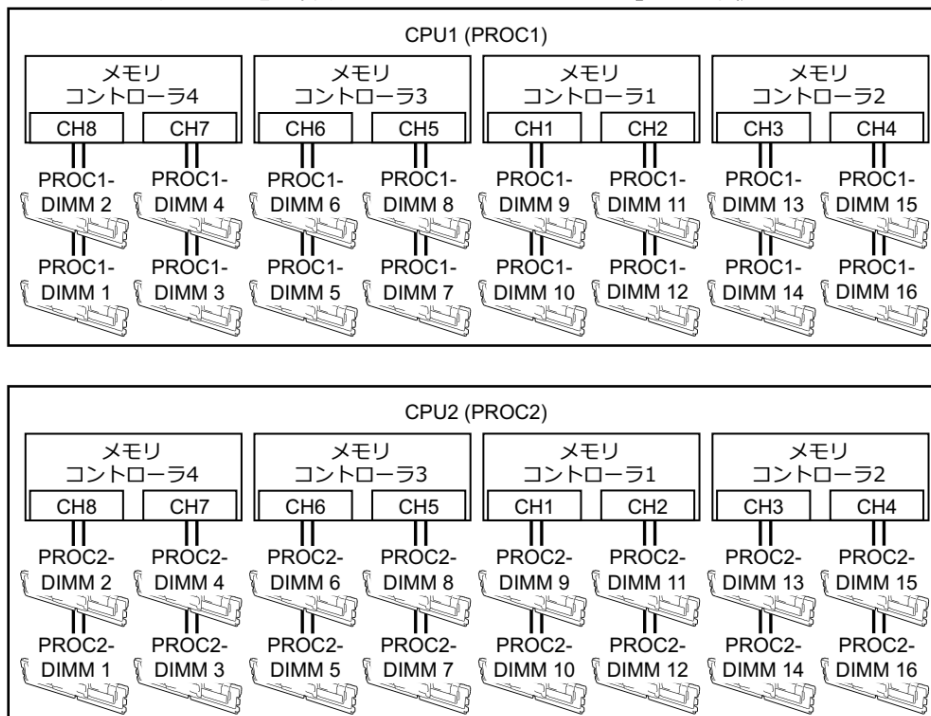 CPU1 (PROC1)
メモリ メモリ メモリ メモリ
コントローラ4 コントローラ3 コントローラ1 コントローラ2
CH8 CH7 CH6 CH5 CH1 CH2 CH3 CH4
PROC1- PROC1- PROC1- PROC1- PROC1- PROC1- PROC1- PROC1-
DIMM 2 DIMM 4 DIMM 6 DIMM 8 DIMM 9 DIMM 11 DIMM 13 DIMM 15
PROC1- PROC1- PROC1- PROC1- PROC1- PROC1- PROC1- PROC1-
DIMM 1 DIMM 3 DIMM 5 DIMM 7 DIMM 10 DIMM 12 DIMM 14 DIMM 16
CPU2 (PROC2)
メモリ メモリ メモリ メモリ
コントローラ4 コントローラ3 コントローラ1 コントローラ2
CH8 CH7 CH6 CH5 CH1 CH2 CH3 CH4
PROC2- PROC2- PROC2- PROC2- PROC2- PROC2- PROC2- PROC2-
DIMM 2 DIMM 4 DIMM 6 DIMM 8 DIMM 9 DIMM 11 DIMM 13 DIMM 15
PROC2- PROC2- PROC2- PROC2- PROC2- PROC2- PROC2- PROC2-
DIMM 1 DIMM 3 DIMM 5 DIMM 7 DIMM 10 DIMM 12 DIMM 14 DIMM 16